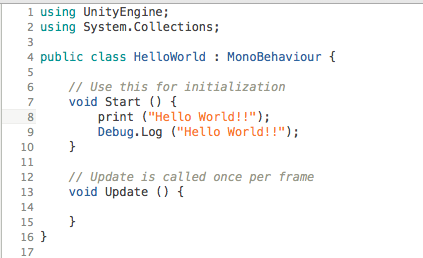 1 using UnityEngine;
2 using System.Collections;
3
4 public class HelloWorld : MonoBehaviour {
5
6 // Use this for initialization
7 void Start () {
8 print ("Hello World!!");
9 Debug.Log ("Hello World!!");
10 }
11
12 // Update is called once per frame
13 void Update () {
14
15 }
16 }
17